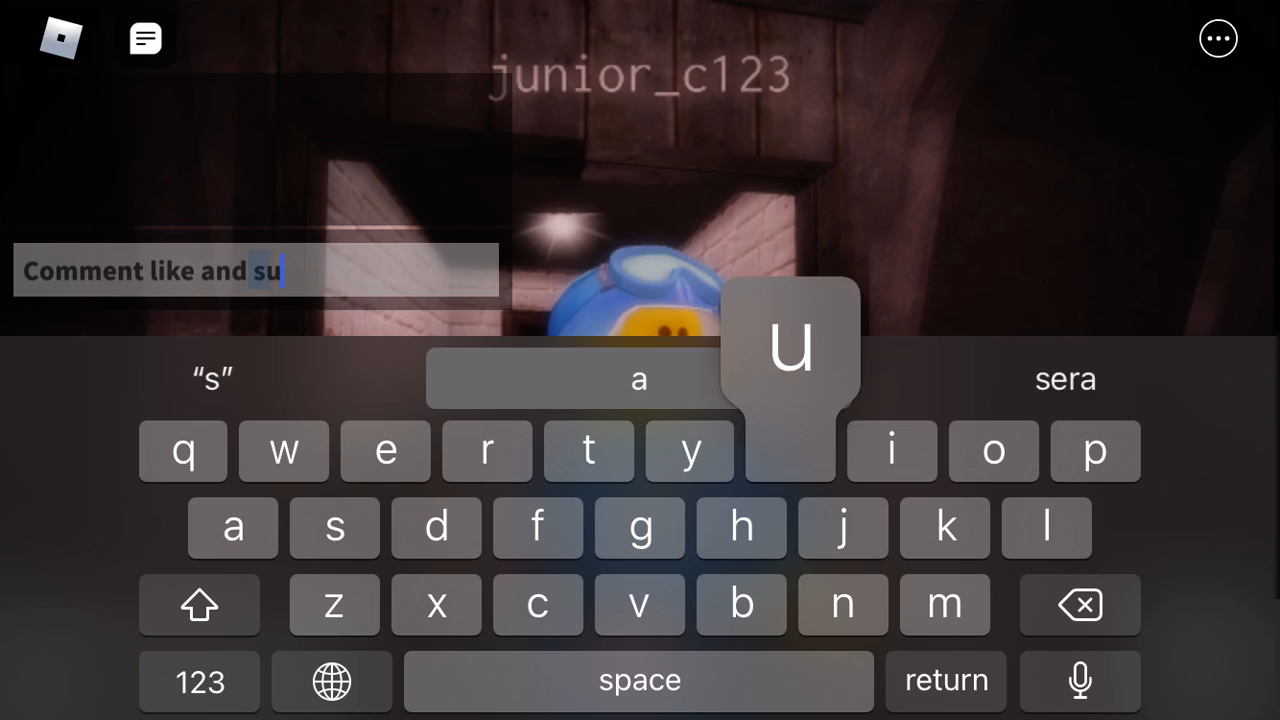 junior_c123
Comment like and su
“s” a sera
u
q w e r t y i o p
a s d f g h j k l
z x c v b n m
123 space return